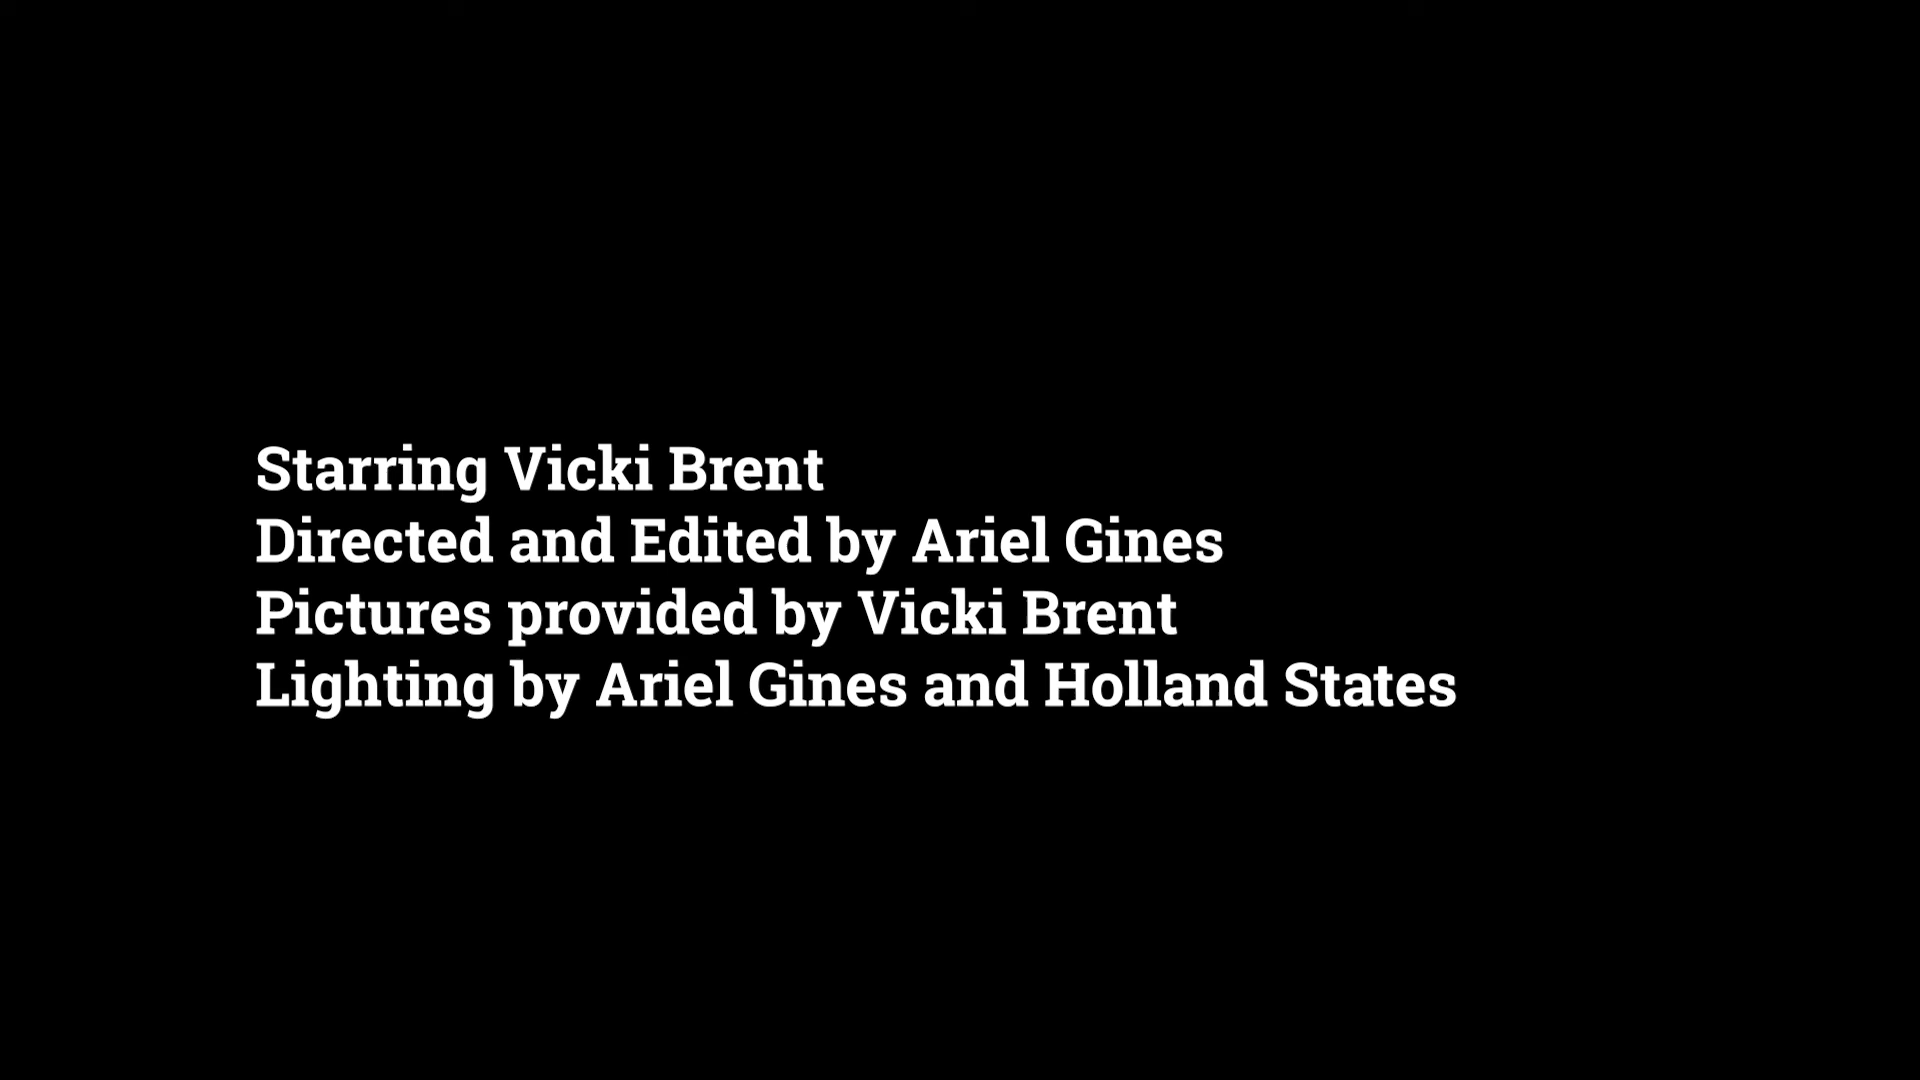 Starring Vicki Brent
Directed and Edited by Ariel Gines
Pictures provided by Vicki Brent
Lighting by Ariel Gines and Holland States